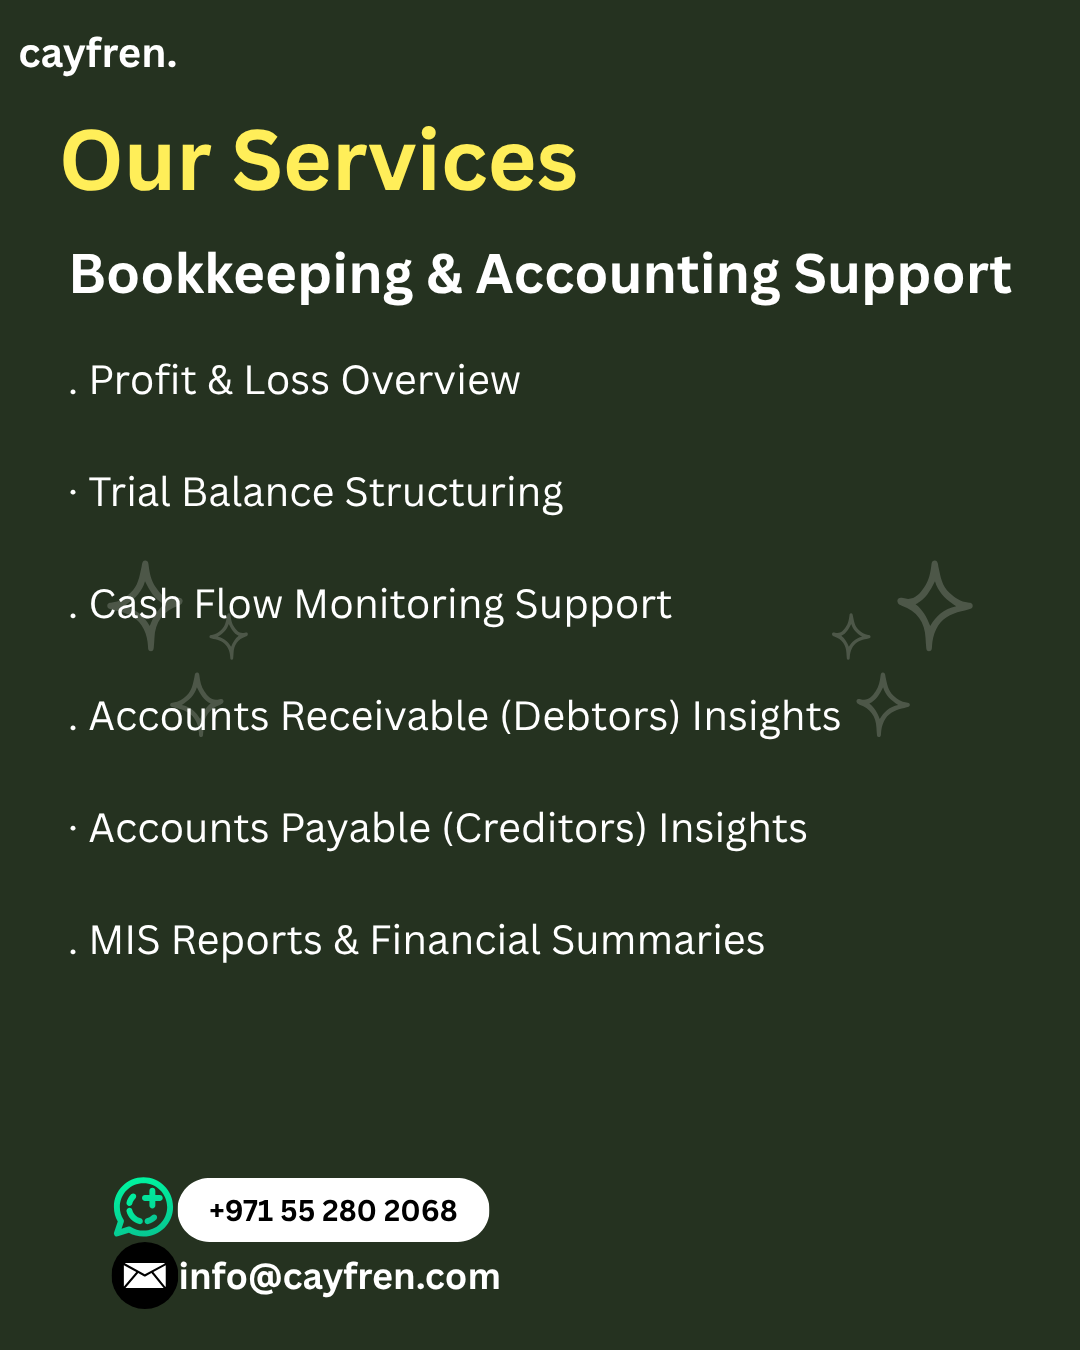 cayfren.
Our Services
Bookkeeping & Accounting Support
. Profit & Loss Overview
· Trial Balance Structuring
. Cash Flow Monitoring Support
. Accounts Receivable (Debtors) Insights
· Accounts Payable (Creditors) Insights
. MIS Reports & Financial Summaries
+971 55 280 2068
info@cayfren.com